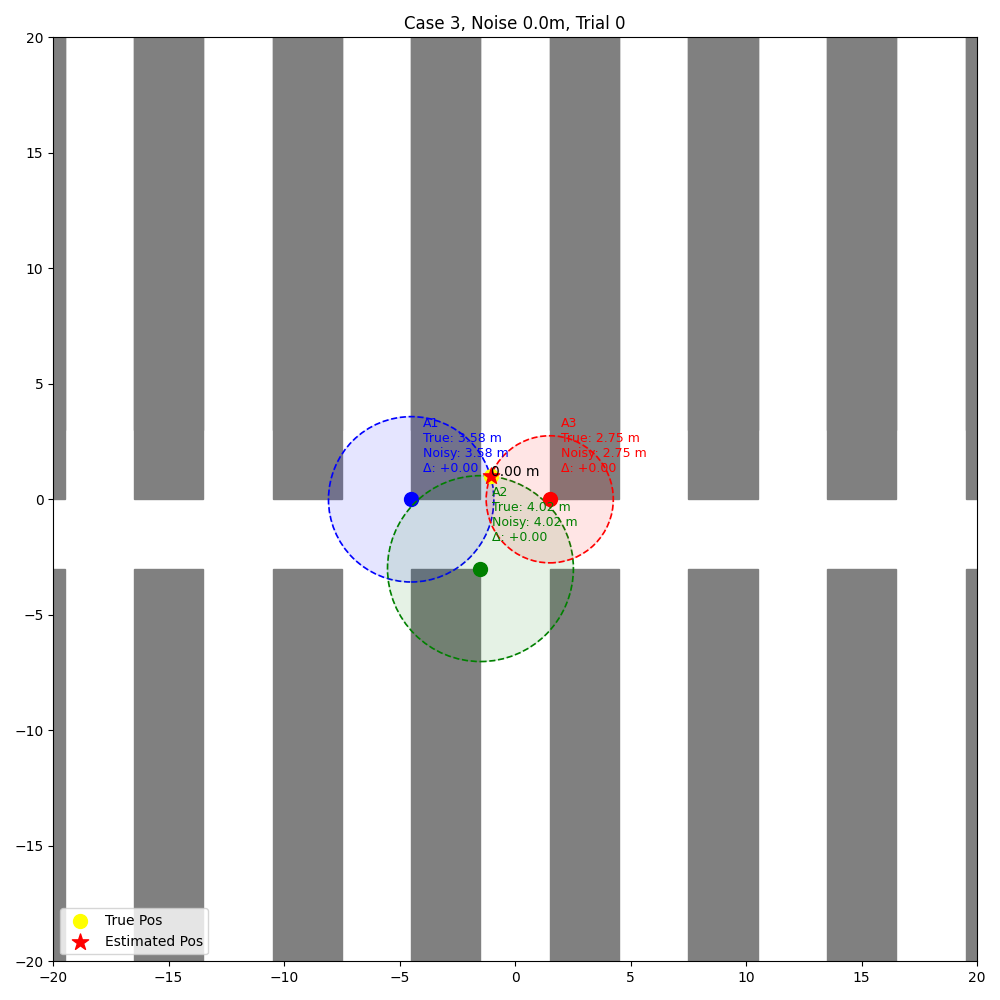 Case 3, Noise 0.0m, Trial 0
20
15
10
5
0
−5
−10
−15
−20
A1
True: 3.58 m
Noisy: 3.58 m
Δ: +0.00
A3
True: 2.75 m
Noisy: 2.75 m
Δ: +0.00
0.00 m
A2
True: 4.02 m
Noisy: 4.02 m
Δ: +0.00
True Pos
Estimated Pos
−20 −15 −10 −5 0 5 10 15 20